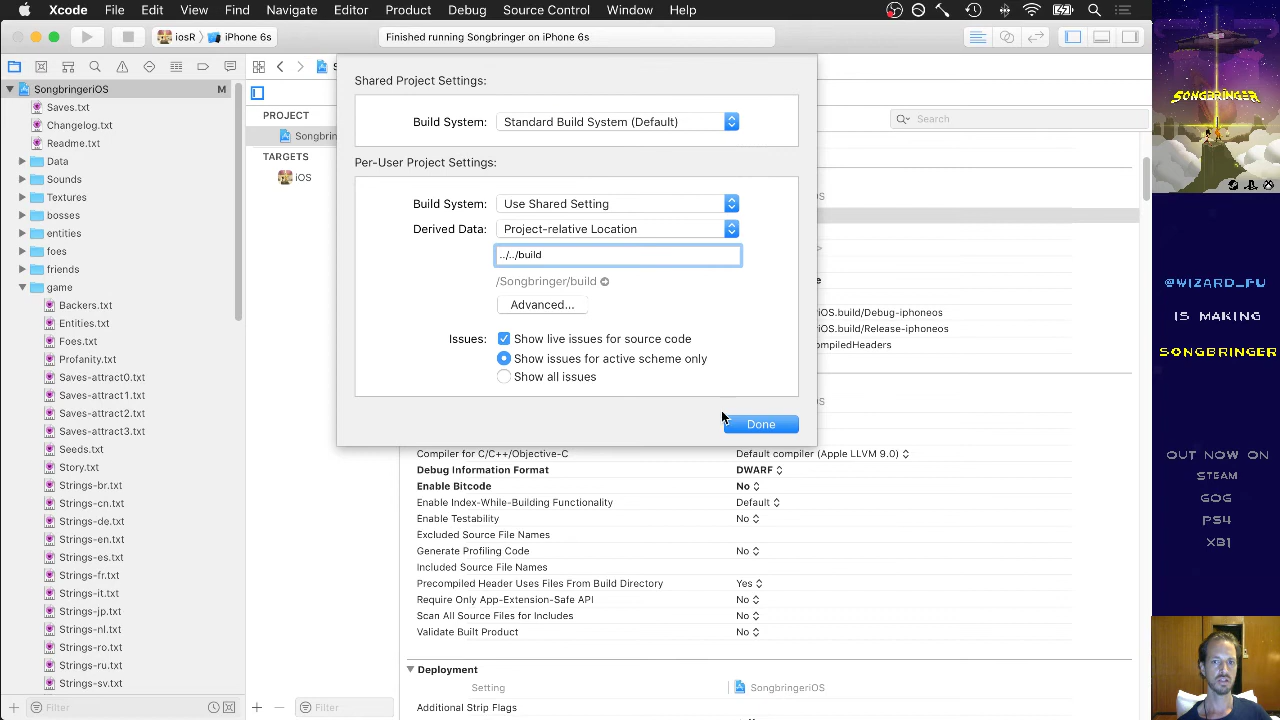 Xcode File Edit View Find Navigate Editor Product Debug Source Control Window Help
iosR iPhone 6s
Finished running Songbringer on iPhone 6s
SongbringeriOS M
Saves.txt
Changelog.txt
Readme.txt
Data
Sounds
Textures
bosses
entities
foes
friends
game
Backers.txt
Entities.txt
Foes.txt
Profanity.txt
Saves-attract0.txt
Saves-attract1.txt
Saves-attract2.txt
Saves-attract3.txt
Seeds.txt
Story.txt
Strings-br.txt
Strings-cn.txt
Strings-de.txt
Strings-en.txt
Strings-es.txt
Strings-fr.txt
Strings-it.txt
Strings-jp.txt
Strings-nl.txt
Strings-ro.txt
Strings-ru.txt
Strings-sv.txt
Filter
PROJECT
Songbrin
TARGETS
iOS
Filter
Shared Project Settings:
Build System: Standard Build System (Default)
Per-User Project Settings:
Build System: Use Shared Setting
Derived Data: Project-relative Location
../../build
/Songbringer/build
Advanced...
Issues: Show live issues for source code
Show issues for active scheme only
Show all issues
Done
Search
OS
iOS.build/Debug-iphoneos
iOS.build/Release-iphoneos
ompiledHeaders
OS
Compiler for C/C++/Objective-C Default compiler (Apple LLVM 9.0)
Debug Information Format DWARF
Enable Bitcode No
Enable Index-While-Building Functionality Default
Enable Testability No
Excluded Source File Names
Generate Profiling Code No
Included Source File Names
Precompiled Header Uses Files From Build Directory Yes
Require Only App-Extension-Safe API No
Scan All Source Files for Includes No
Validate Built Product No
Deployment
Setting SongbringeriOS
Additional Strip Flags
SONGBRINGER
@WIZARD_FU
IS MAKING
SONGBRINGER
OUT NOW ON
STEAM
GOG
PS4
XB1